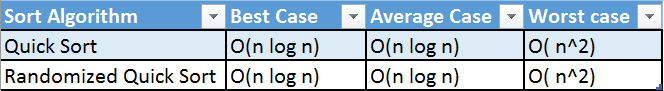 Sort Algorithm Best Case Average Case Worst case
Quick Sort O(n log n) O(n log n) O( n^2)
Randomized Quick Sort O(n log n) O(n log n) O( n^2)